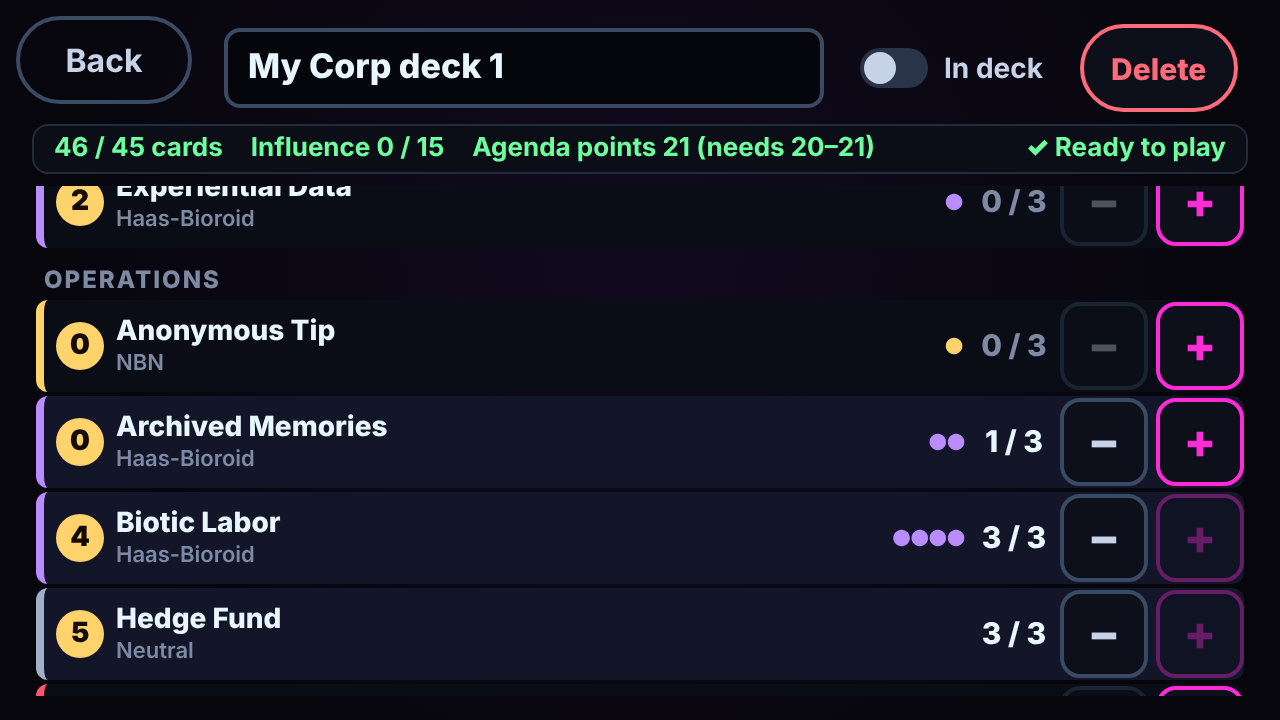 Back
My Corp deck 1
In deck
Delete
46 / 45 cards Influence 0 / 15 Agenda points 21 (needs 20–21) ✔ Ready to play
2 Experiential Data 0 / 3 − +
Haas-Bioroid
OPERATIONS
0 Anonymous Tip 0 / 3 − +
NBN
0 Archived Memories 1 / 3 − +
Haas-Bioroid
4 Biotic Labor 3 / 3 − +
Haas-Bioroid
5 Hedge Fund 3 / 3 − +
Neutral